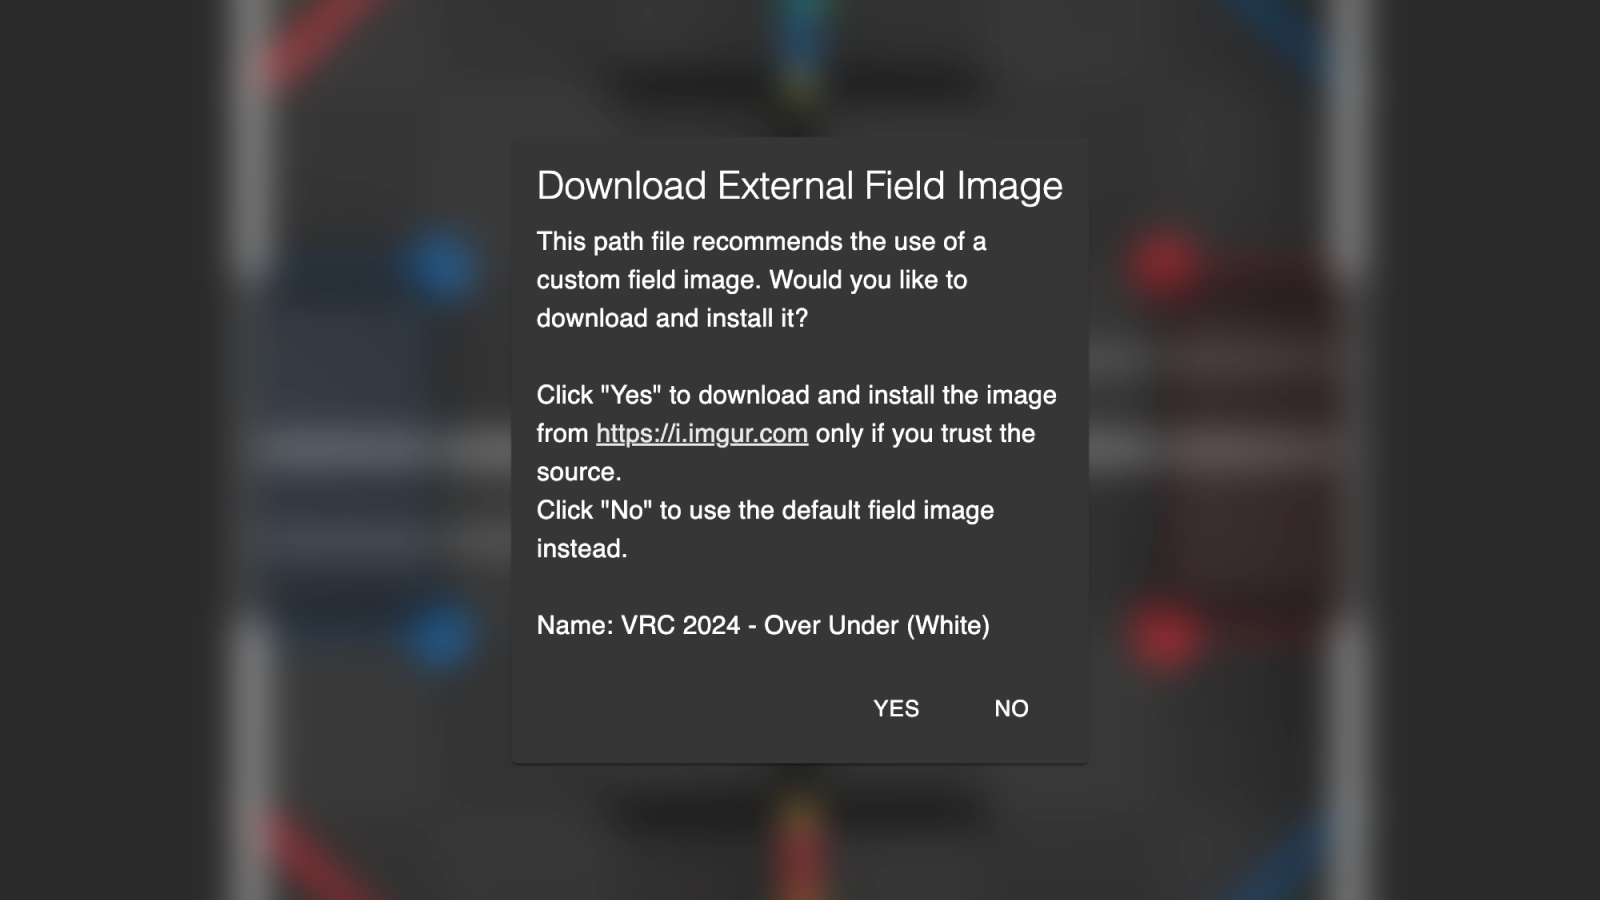 Download External Field Image
This path file recommends the use of a
custom field image. Would you like to
download and install it?
Click "Yes" to download and install the image
from https://i.imgur.com only if you trust the
source.
Click "No" to use the default field image
instead.
Name: VRC 2024 - Over Under (White)
YES NO